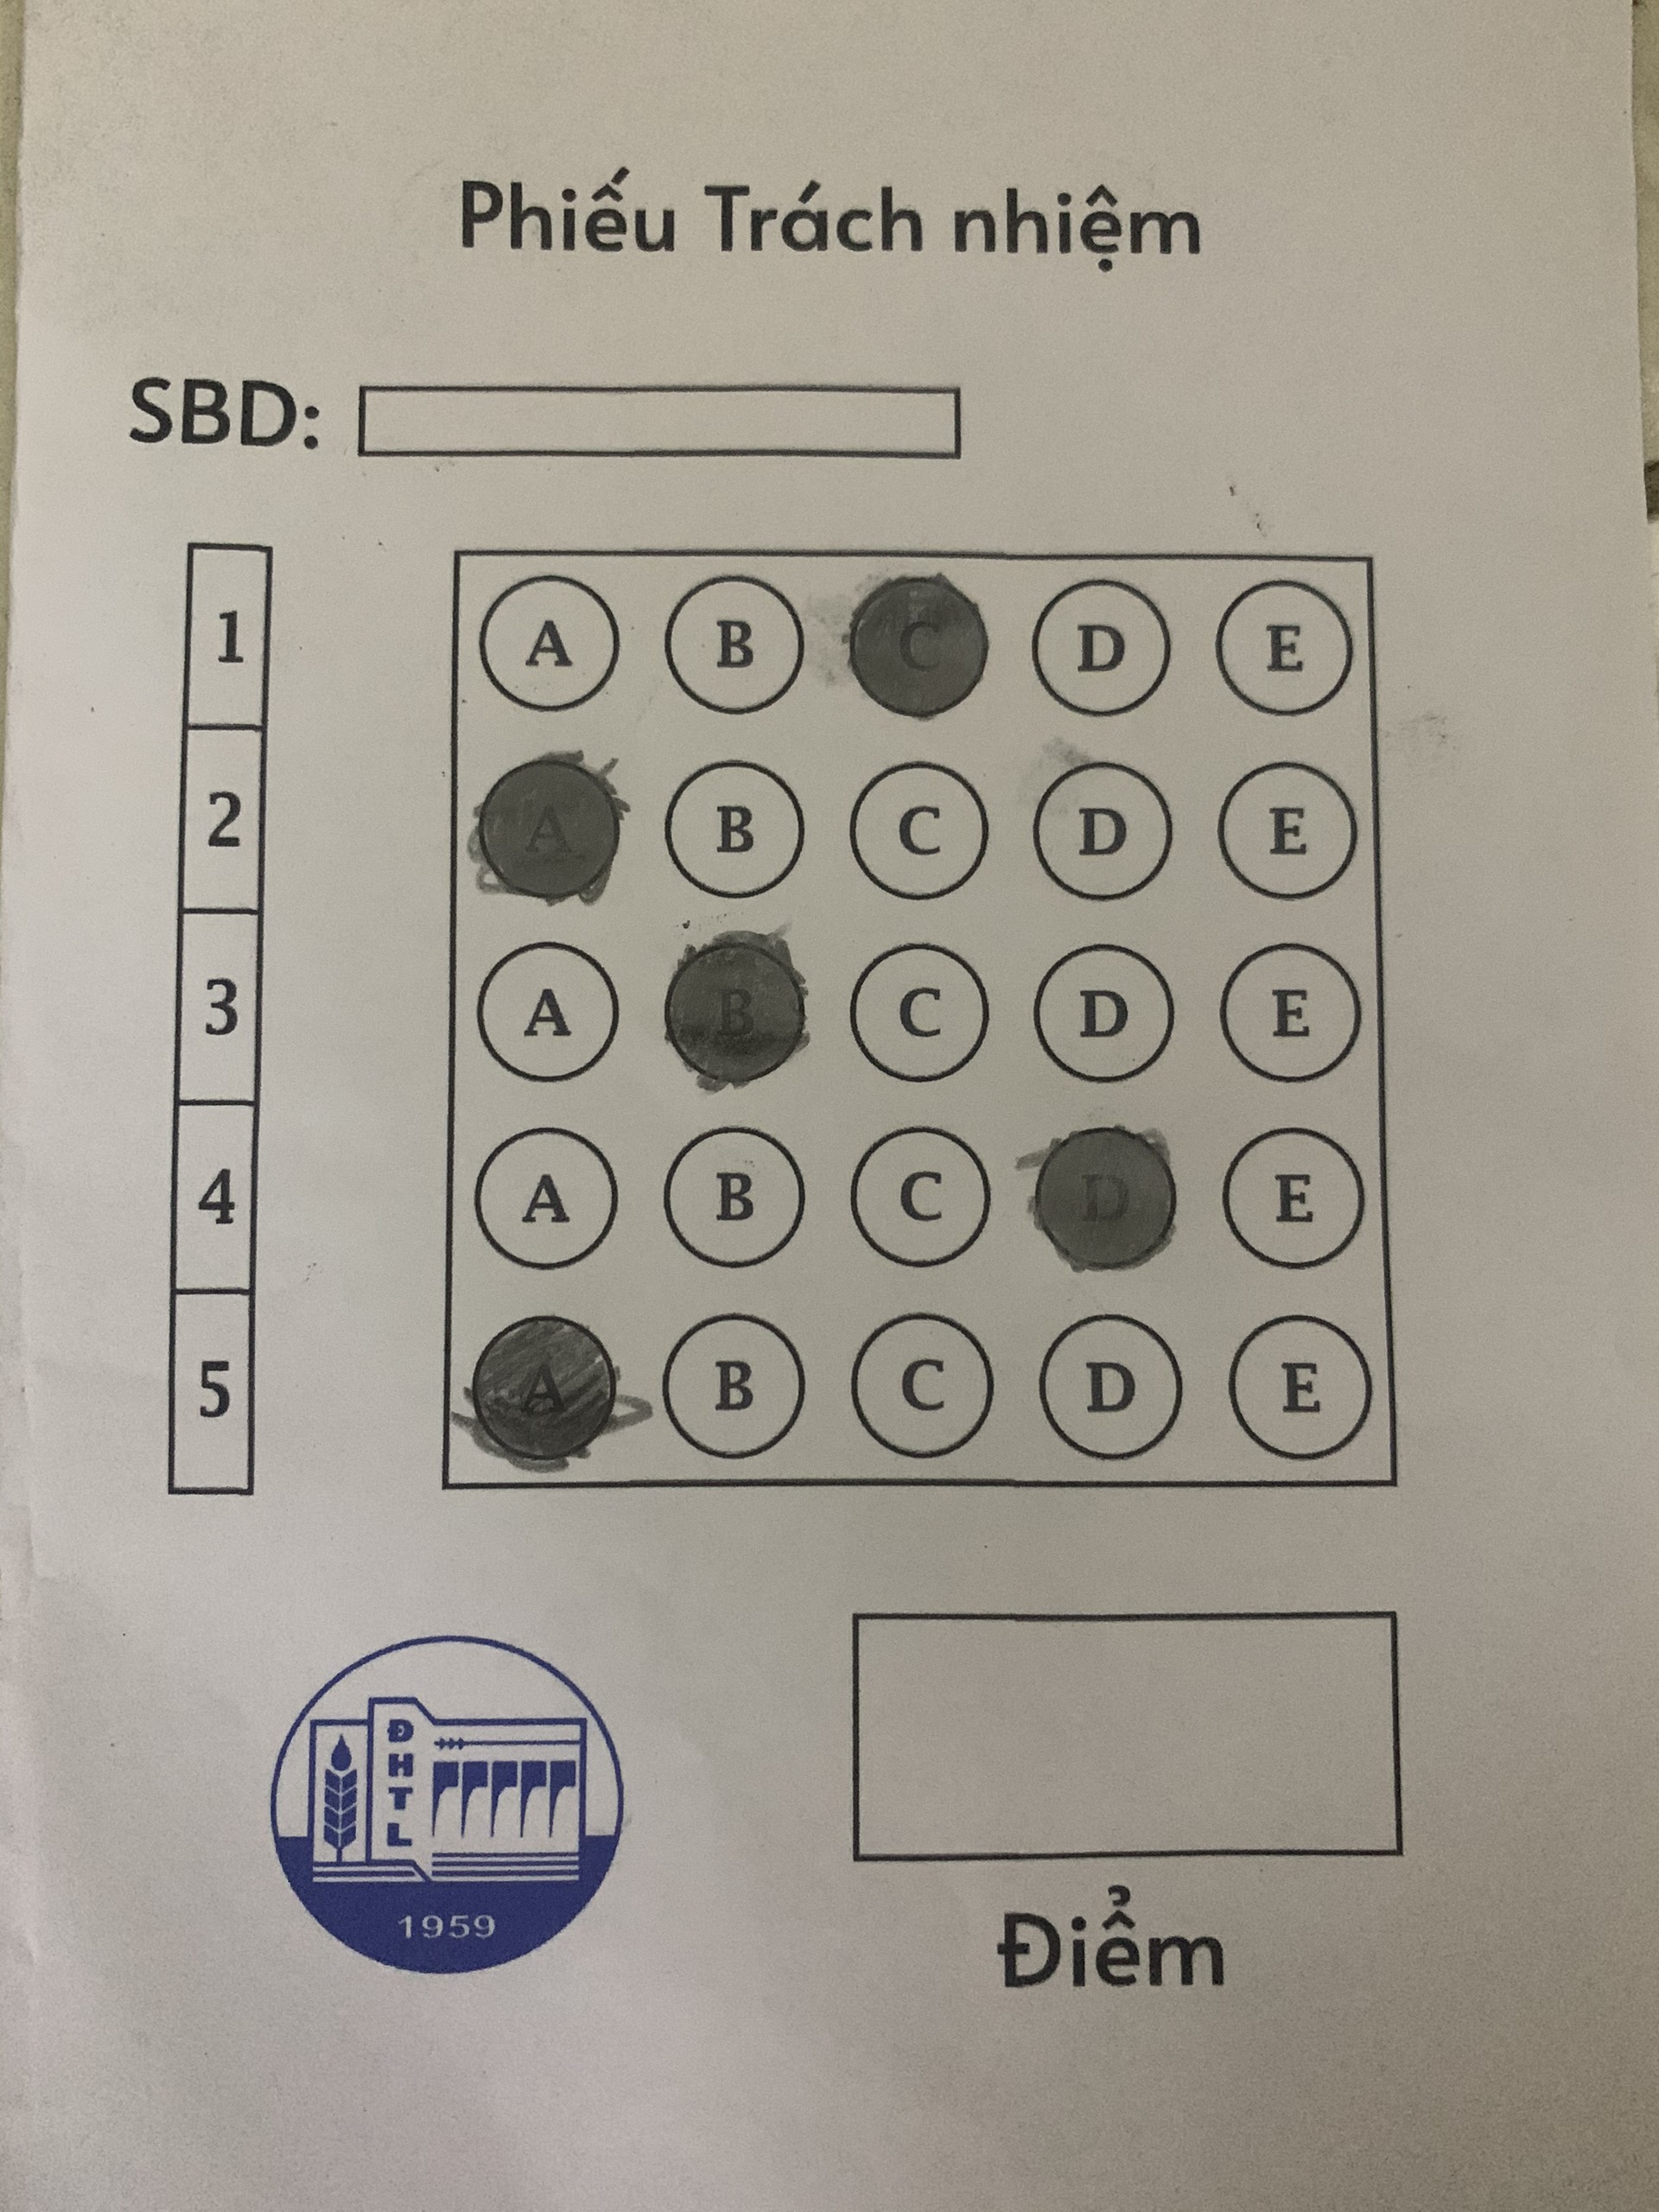 Phiếu Trách nhiệm
SBD:
1 A B C D E
2 A B C D E
3 A B C D E
4 A B C D E
5 A B C D E
ĐHTL
1959
Điểm